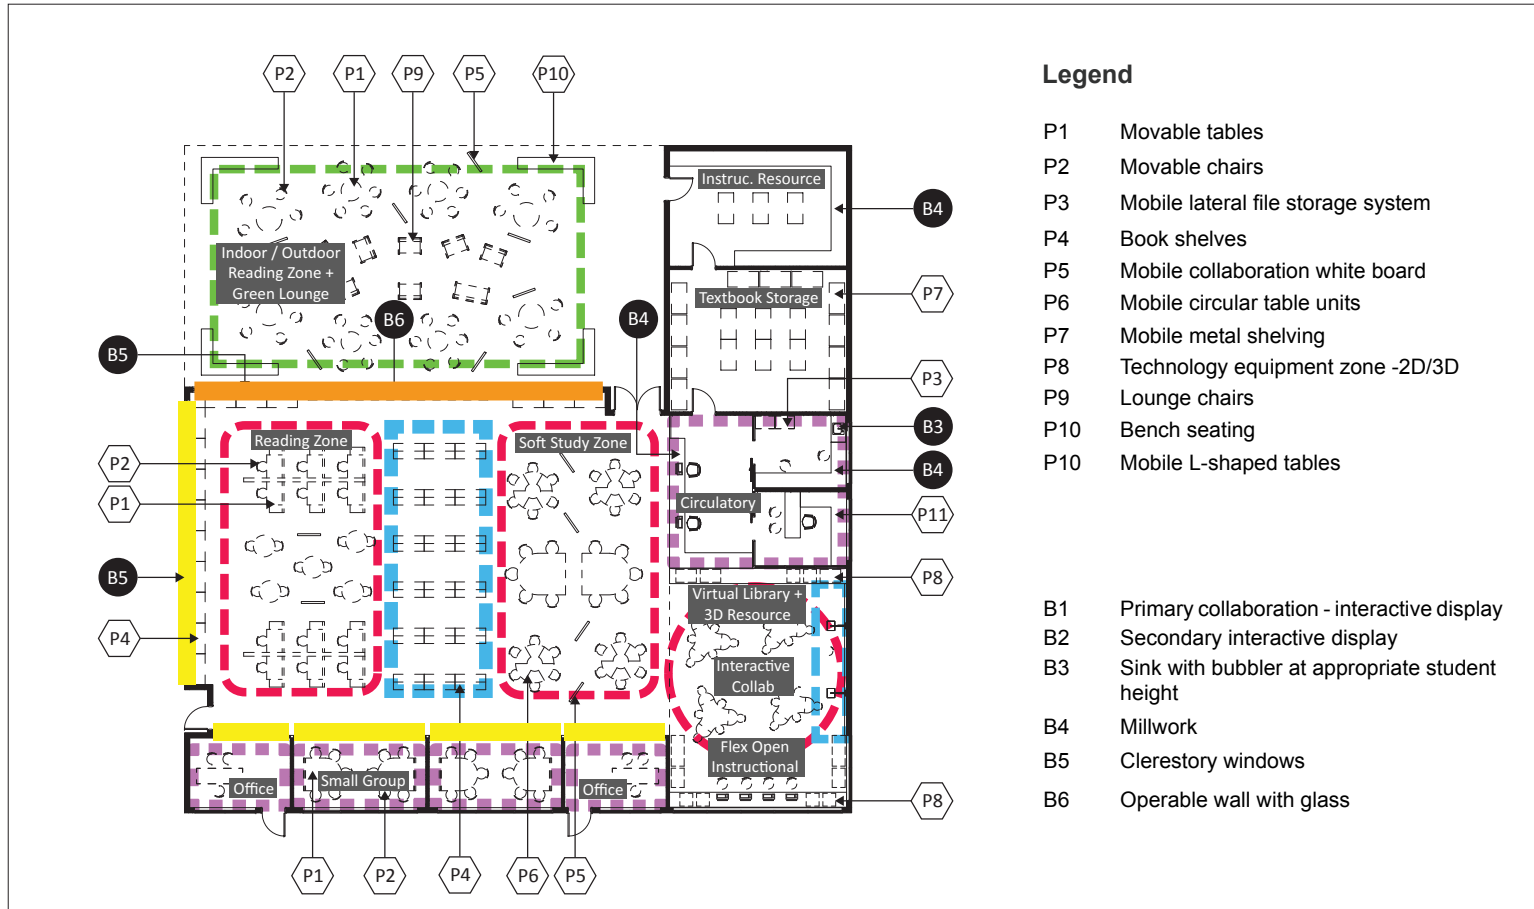 P2
P1
P9
P5
P10
Instruc. Resource
B4
Indoor / Outdoor
Reading Zone +
Green Lounge
Textbook Storage
P7
B6
B4
B5
P3
B3
Reading Zone
Soft Study Zone
P2
B4
P1
Circulatory
P11
B5
P8
Virtual Library +
3D Resource
P4
Interactive
Collab
Flex Open
Instructional
Office
Small Group
Office
P8
P1
P2
P4
P6
P5
Legend
P1 Movable tables
P2 Movable chairs
P3 Mobile lateral file storage system
P4 Book shelves
P5 Mobile collaboration white board
P6 Mobile circular table units
P7 Mobile metal shelving
P8 Technology equipment zone -2D/3D
P9 Lounge chairs
P10 Bench seating
P10 Mobile L-shaped tables
B1 Primary collaboration - interactive display
B2 Secondary interactive display
B3 Sink with bubbler at appropriate student
height
B4 Millwork
B5 Clerestory windows
B6 Operable wall with glass